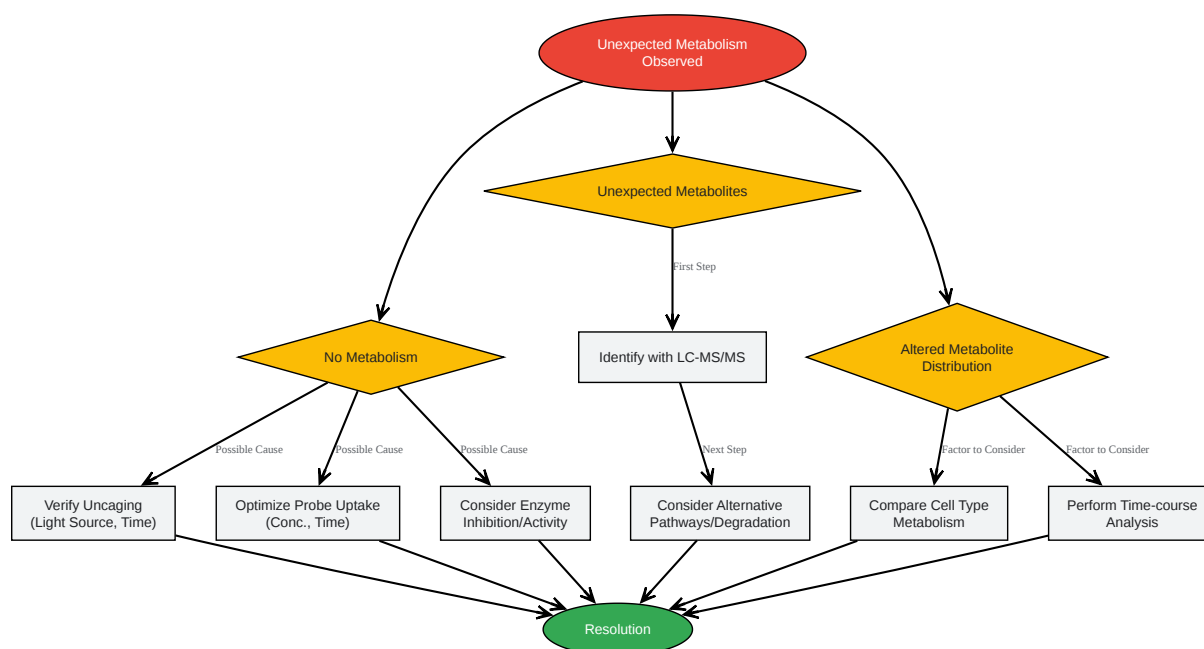 Unexpected Metabolism
Observed
Unexpected Metabolites
First Step
No Metabolism
Identify with LC-MS/MS
Altered Metabolite
Distribution
Possible Cause
Possible Cause
Possible Cause
Next Step
Factor to Consider
Factor to Consider
Verify Uncaging
(Light Source, Time)
Optimize Probe Uptake
(Conc., Time)
Consider Enzyme
Inhibition/Activity
Consider Alternative
Pathways/Degradation
Compare Cell Type
Metabolism
Perform Time-course
Analysis
Resolution